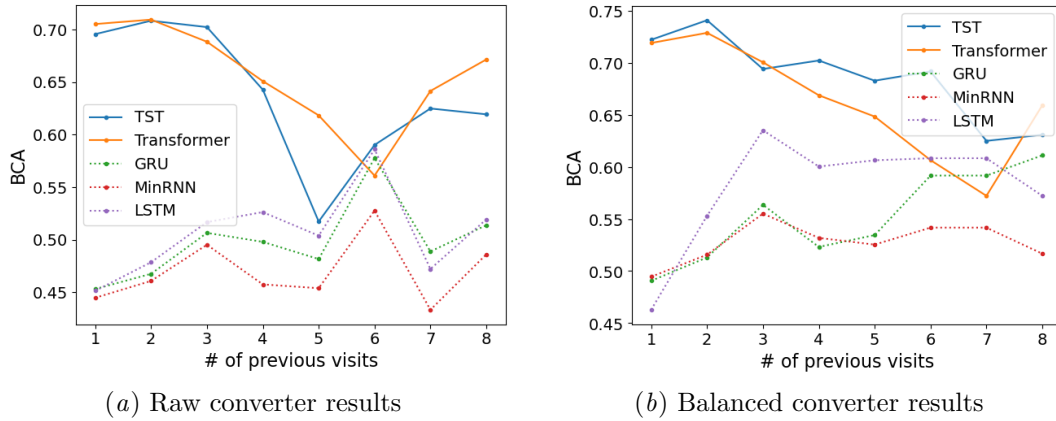 0.70
0.65
0.60
0.55
0.50
0.45
BCA
TST
Transformer
GRU
MinRNN
LSTM
1 2 3 4 5 6 7 8
# of previous visits
(a) Raw converter results
0.75
0.70
0.65
0.60
0.55
0.50
0.45
BCA
TST
Transformer
GRU
MinRNN
LSTM
1 2 3 4 5 6 7 8
# of previous visits
(b) Balanced converter results